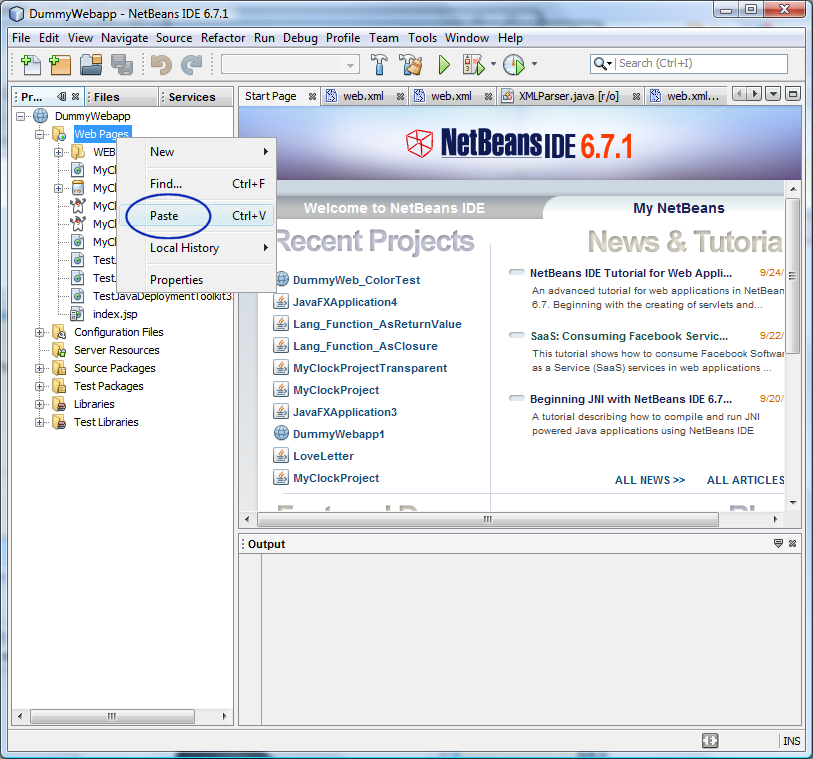 DummyWebapp - NetBeans IDE 6.7.1
File Edit View Navigate Source Refactor Run Debug Profile Team Tools Window Help
Search (Ctrl+I)
Pr... Files Services
Start Page web.xml web.xml XMLParser.java [r/o] web.xml...
DummyWebapp
Web Pages
WEB
MyCl
MyCl
MyCl
MyCl
MyCl
Test.
Test.
TestJavaDeploymentToolkit3
index.jsp
Configuration Files
Server Resources
Source Packages
Test Packages
Libraries
Test Libraries
New
Find... Ctrl+F
Paste Ctrl+V
Local History
Properties
NetBeans IDE 6.7.1
Welcome to NetBeans IDE My NetBeans
Recent Projects
DummyWeb_ColorTest
JavaFXApplication4
Lang_Function_AsReturnValue
Lang_Function_AsClosure
MyClockProjectTransparent
MyClockProject
JavaFXApplication3
DummyWebapp1
LoveLetter
MyClockProject
News & Tutoria
NetBeans IDE Tutorial for Web Appli... 9/24/
An advanced tutorial for web applications in NetBean
6.7. Beginning with the creating of servlets and...
SaaS: Consuming Facebook Servic... 9/22/
This tutorial shows how to consume Facebook Softwar
as a Service (SaaS) services in web applications ...
Beginning JNI with NetBeans IDE 6.7... 9/20/
A tutorial describing how to compile and run JNI
powered Java applications using NetBeans IDE
ALL NEWS >> ALL ARTICLES
Output
INS